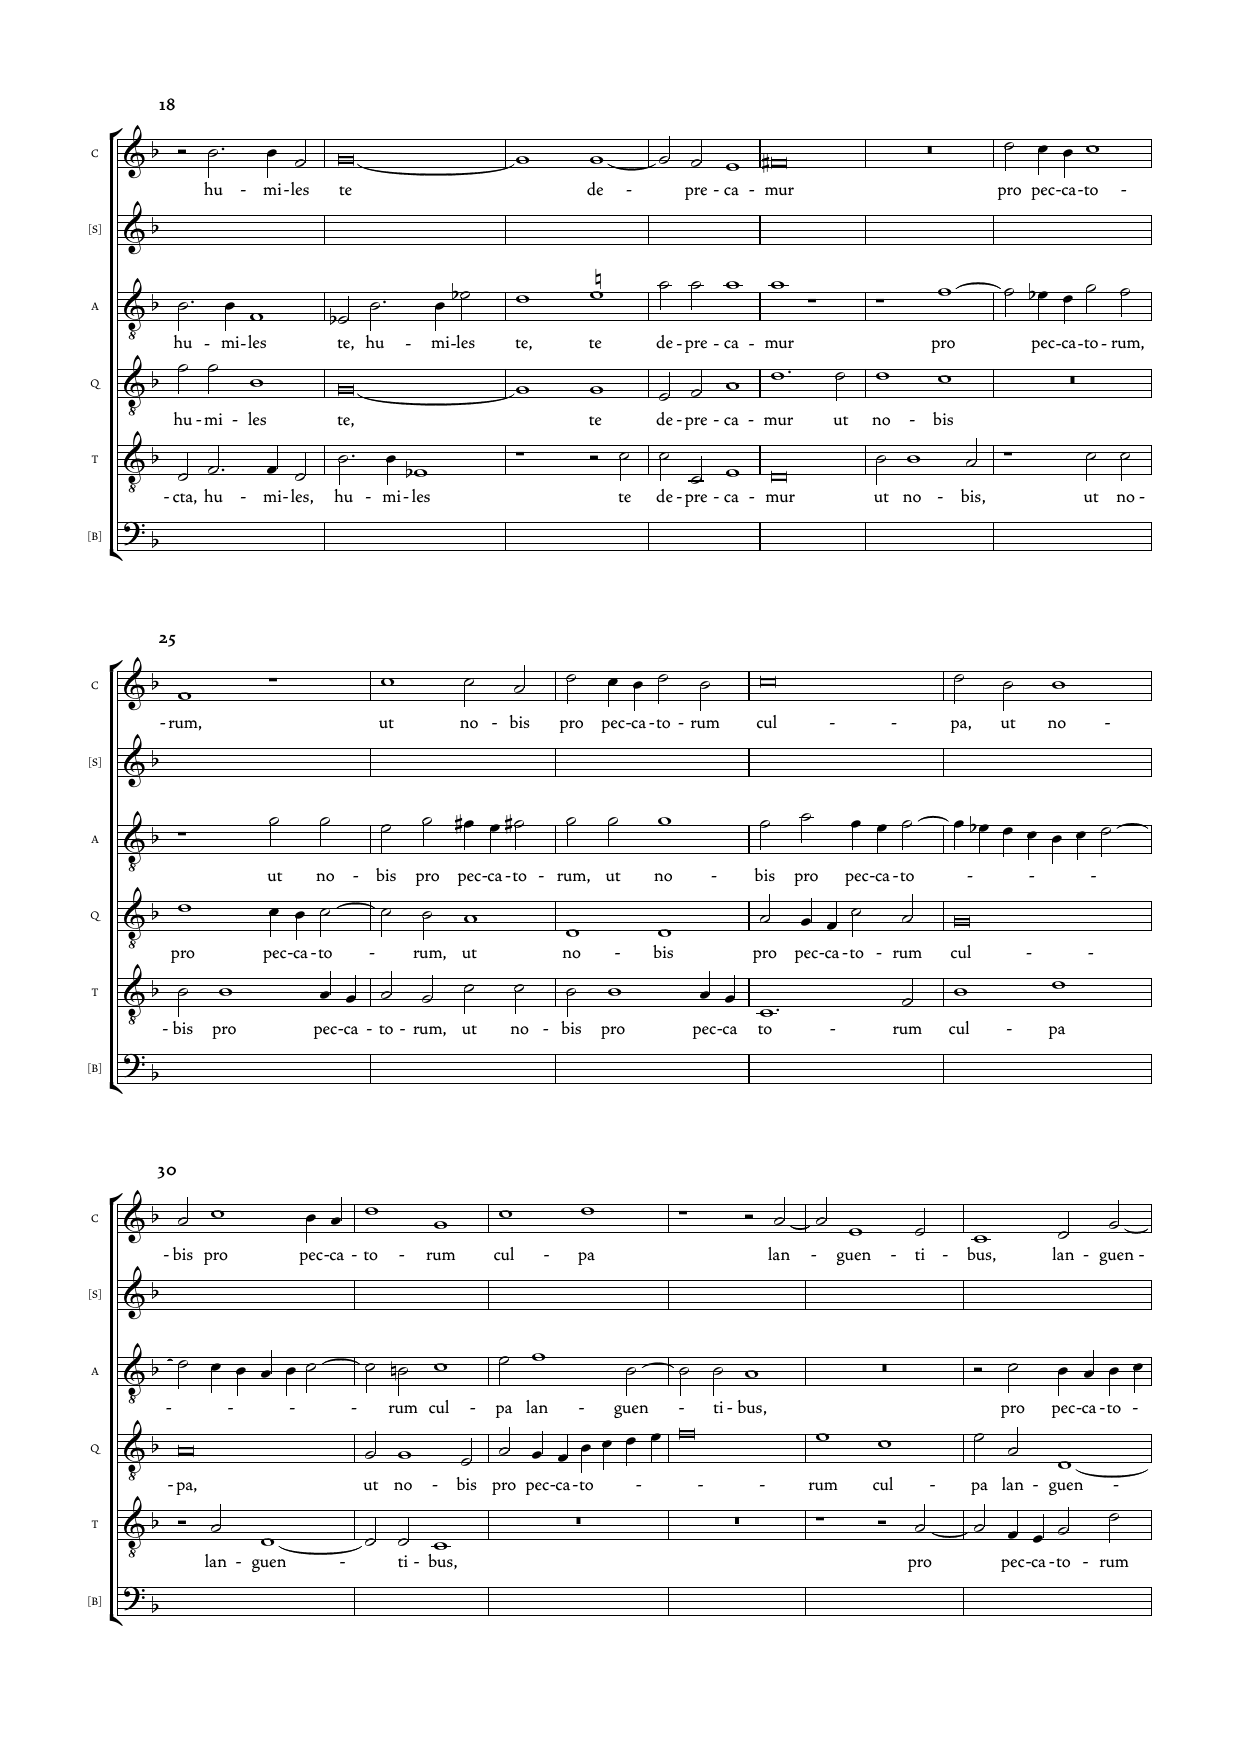 18
C
hu - mi-les te de - pre - ca - mur pro pec-ca-to -
[S]
A
hu - mi-les te, hu - mi-les te, te de-pre - ca - mur pro pec-ca-to - rum,
Q
hu - mi - les te, te de-pre - ca - mur ut no - bis
T
-cta, hu - mi-les, hu - mi-les te de-pre - ca - mur ut no - bis, ut no -
[B]
25
C
-rum, ut no - bis pro pec-ca-to - rum cul - - pa, ut no -
[S]
A
ut no - bis pro pec-ca-to - rum, ut no - bis pro pec-ca-to - - -
Q
pro pec-ca-to - rum, ut no - bis pro pec-ca-to - rum cul - -
T
-bis pro pec-ca - to - rum, ut no - bis pro pec-ca to - rum cul - pa
[B]
30
C
-bis pro pec-ca - to - rum cul - pa lan - guen - ti - bus, lan - guen -
[S]
A
- - - - rum cul - pa lan - guen - ti - bus, pro pec-ca-to -
Q
-pa, ut no - bis pro pec-ca-to - - - rum cul - pa lan - guen -
T
lan - guen - ti - bus, pro pec-ca-to - rum
[B]